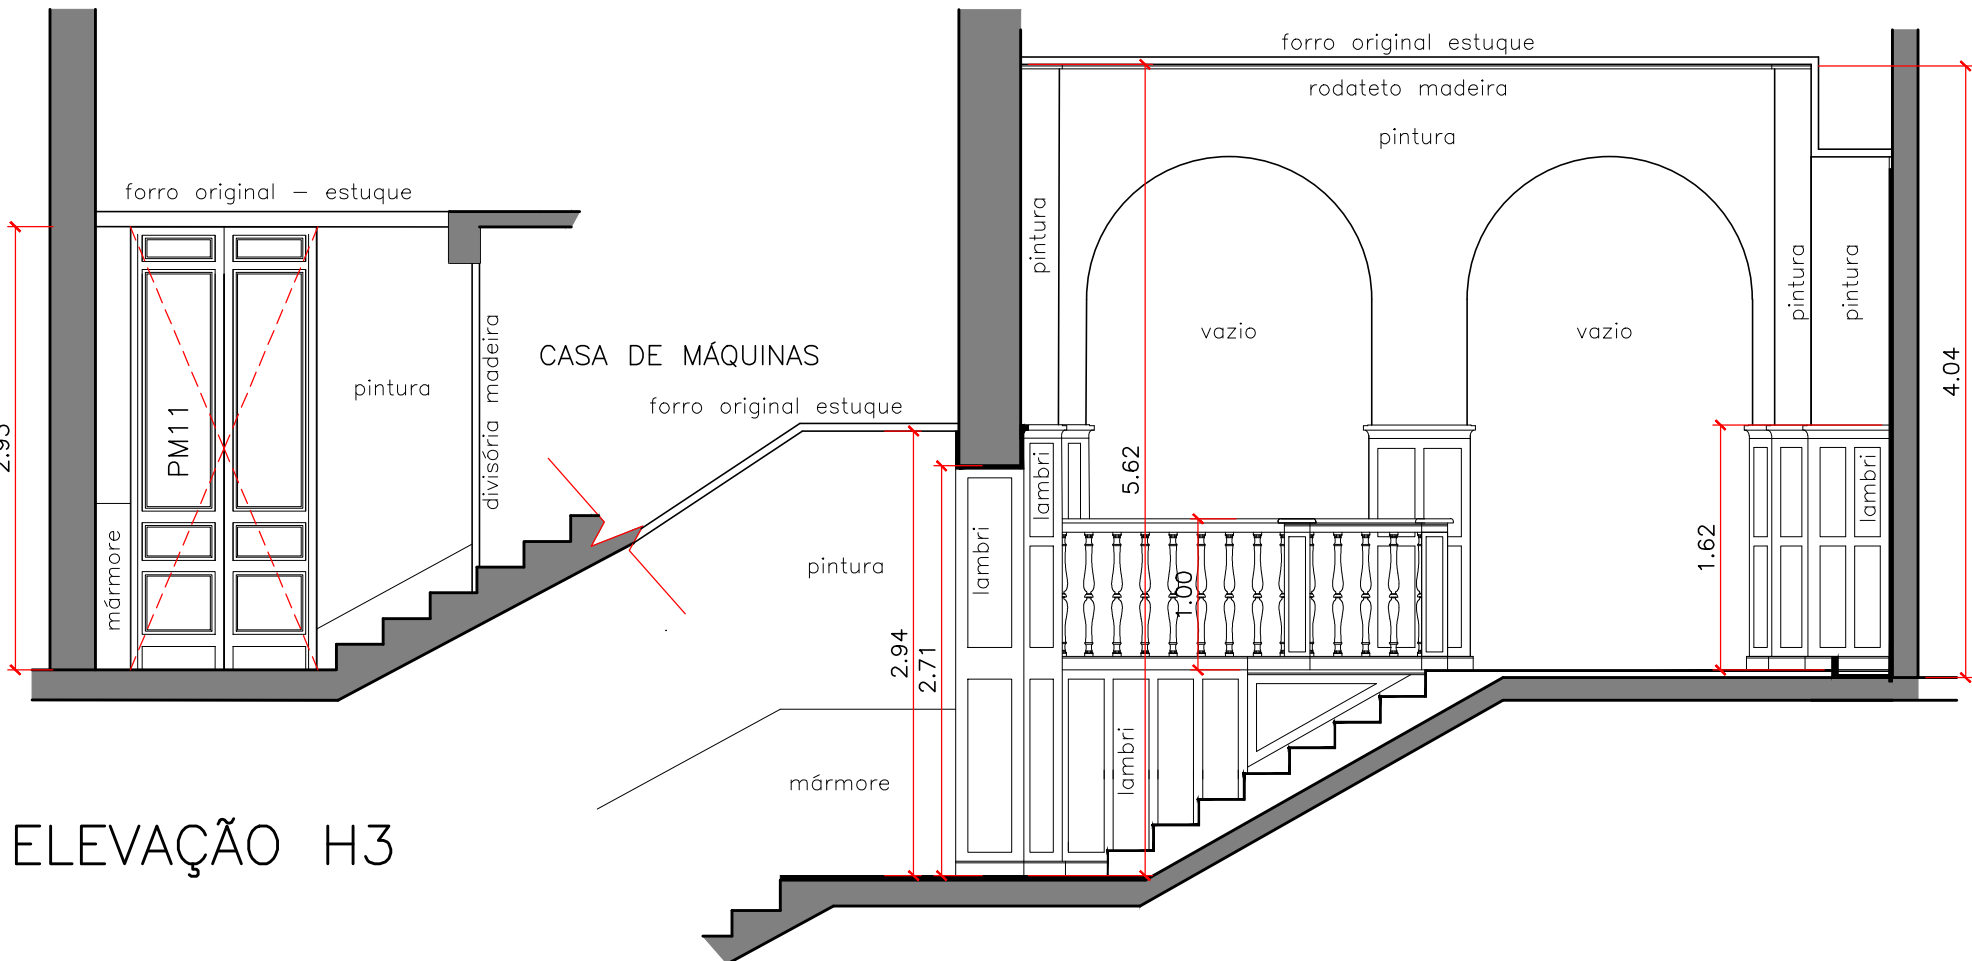 forro original estuque
rodateto madeira
pintura
forro original – estuque
pintura
vazio
vazio
pintura
pintura
CASA DE MÁQUINAS
divisória madeira
pintura
PM11
forro original estuque
4.04
2.93
5.62
lambri
lambri
lambri
1.62
mármore
pintura
1.00
2.94
2.71
lambri
mármore
ELEVAÇÃO H3